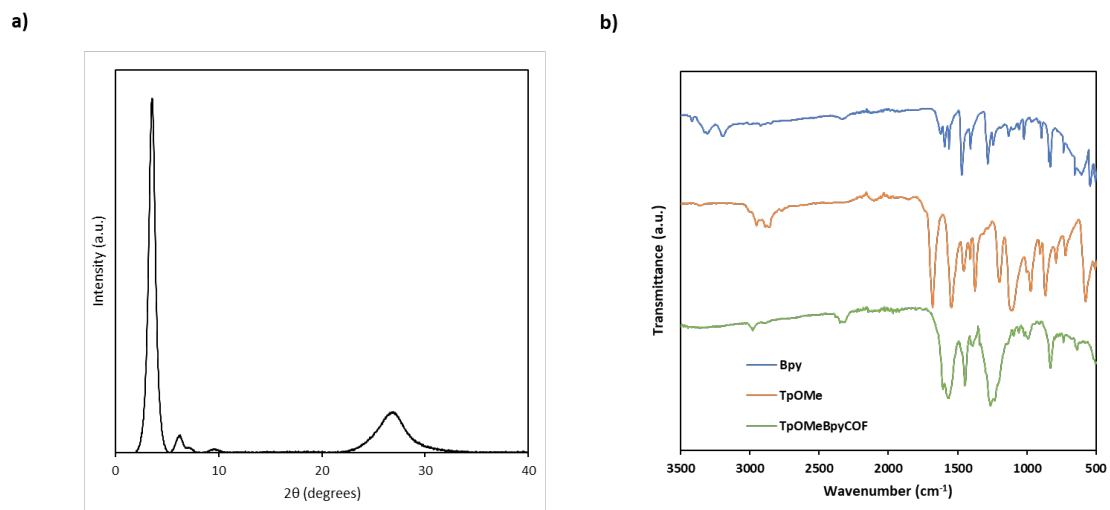 a)
Intensity (a.u.)
0 10 20 30 40
2θ (degrees)
b)
Transmittance (a.u.)
Bpy
TpOMe
TpOMeBpyCOF
3500 3000 2500 2000 1500 1000 500
Wavenumber (cm-1)